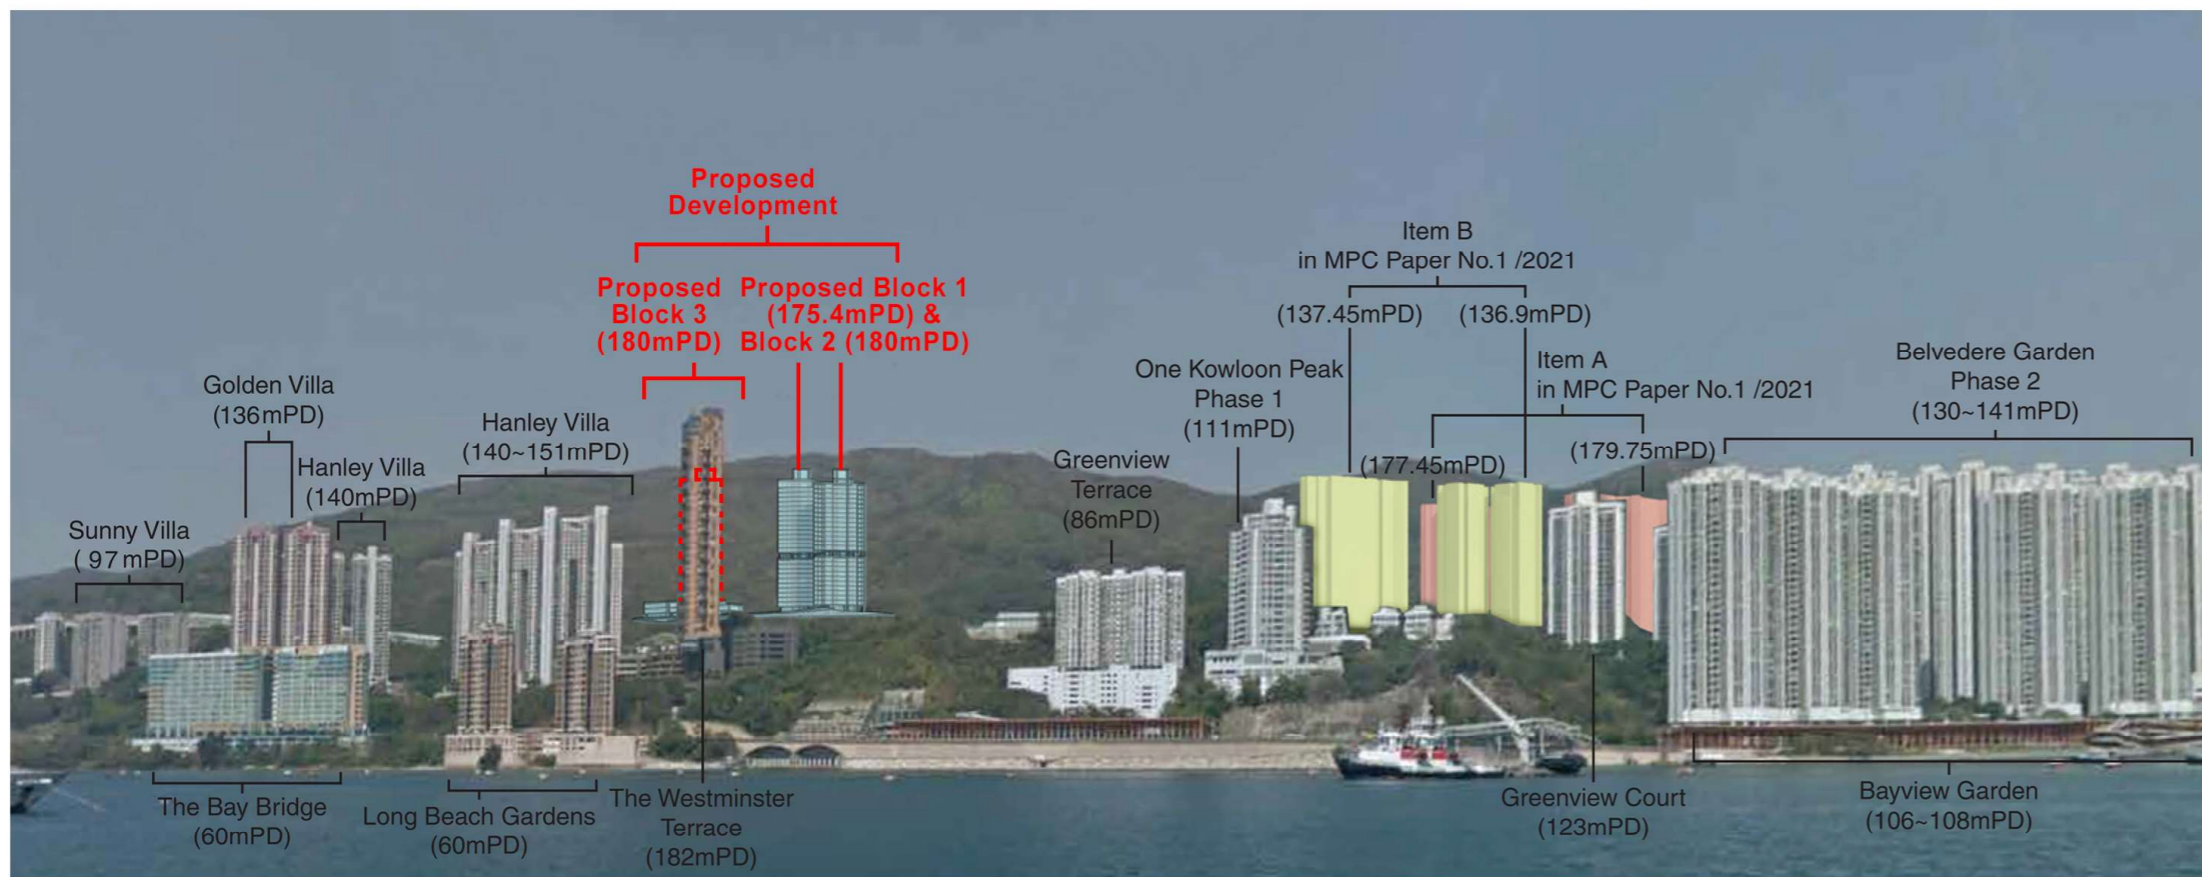 Proposed
Development
Proposed
Block 3
(180mPD)
Proposed Block 1
(175.4mPD) &
Block 2 (180mPD)
Item B
in MPC Paper No.1 /2021
(137.45mPD)
(136.9mPD)
Item A
in MPC Paper No.1 /2021
(177.45mPD)
(179.75mPD)
Belvedere Garden
Phase 2
(130~141mPD)
One Kowloon Peak
Phase 1
(111mPD)
Golden Villa
(136mPD)
Hanley Villa
(140mPD)
Hanley Villa
(140~151mPD)
Greenview
Terrace
(86mPD)
Sunny Villa
( 97mPD)
The Bay Bridge
(60mPD)
Long Beach Gardens
(60mPD)
The Westminster
Terrace
(182mPD)
Greenview Court
(123mPD)
Bayview Garden
(106~108mPD)